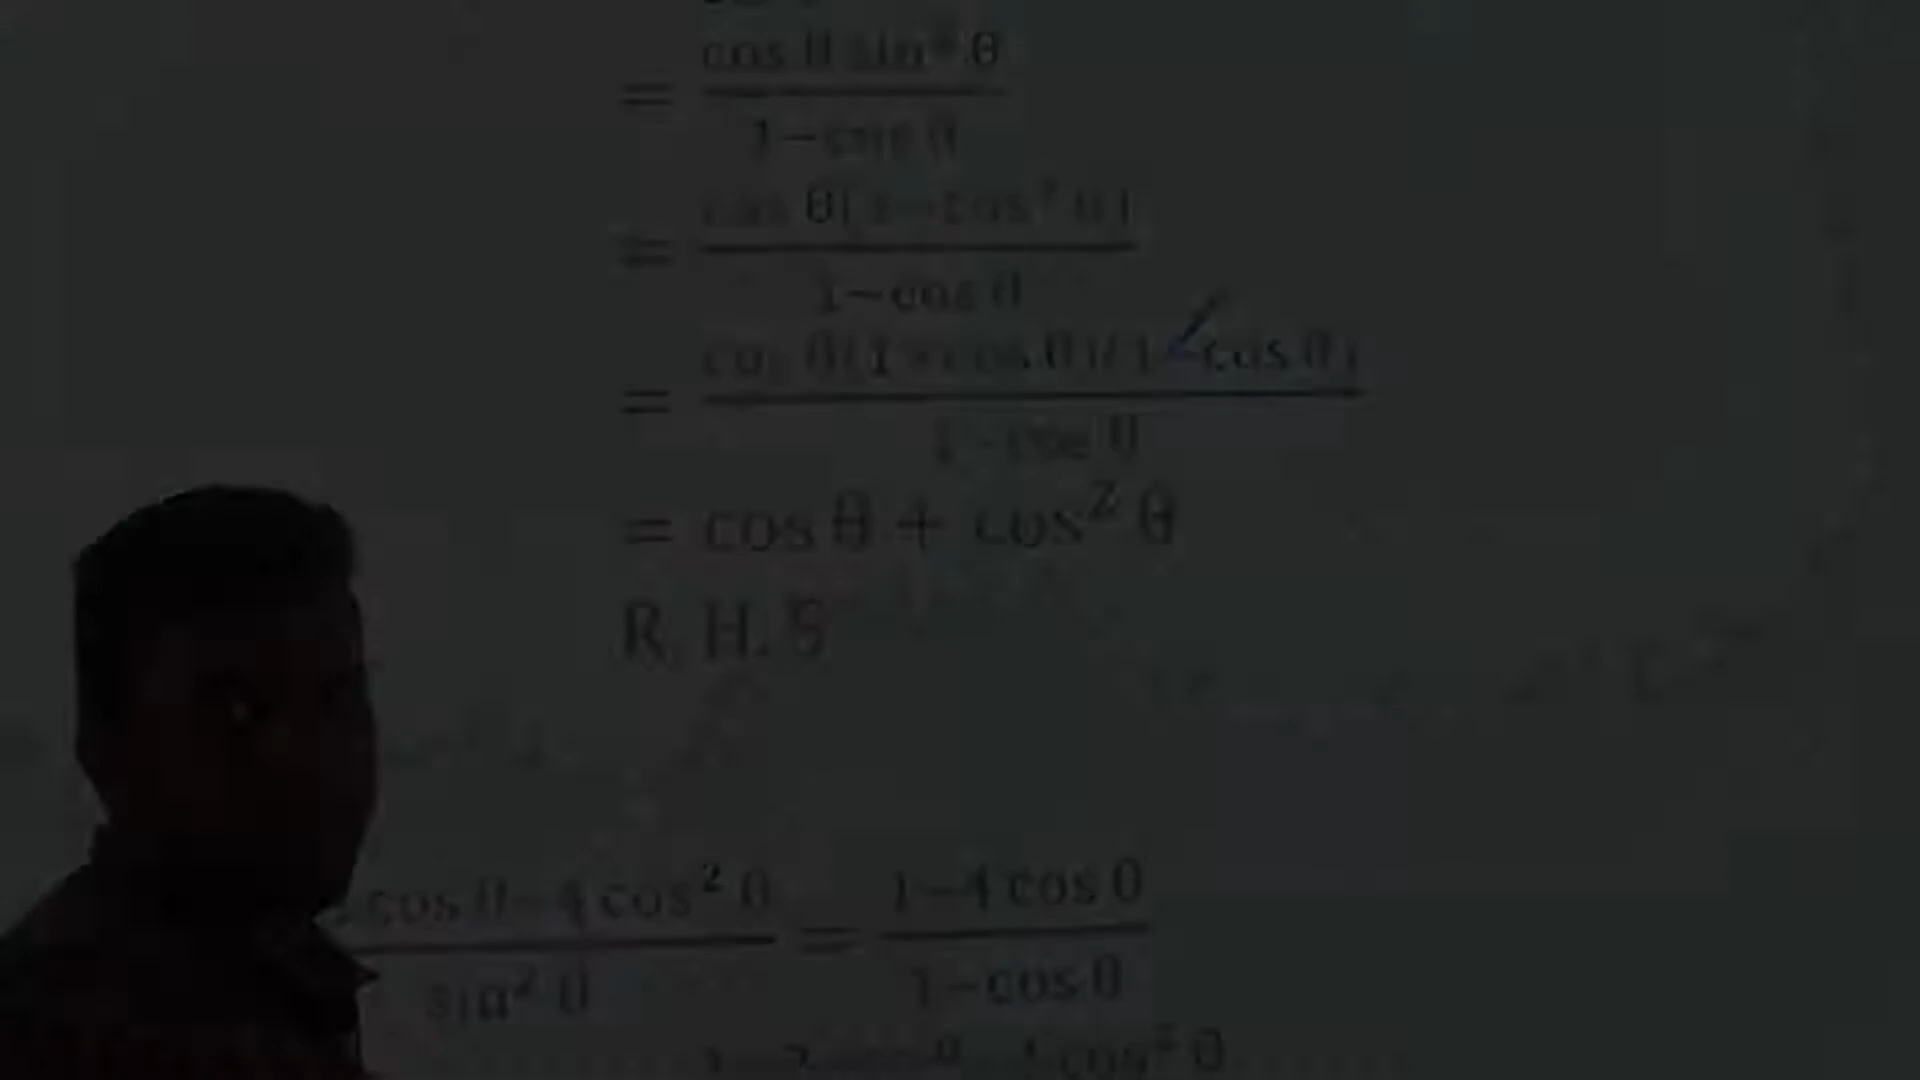 = cos θ sin² θ / 1−cos θ
= cos θ(1−cos² θ) / 1−cos θ
= cos θ(1+cos θ)(1−cos θ) / 1−cos θ
= cos θ + cos² θ
R. H. S
cos θ−4 cos² θ / sin² θ = 1−4 cos θ / 1−cos θ
cos² θ